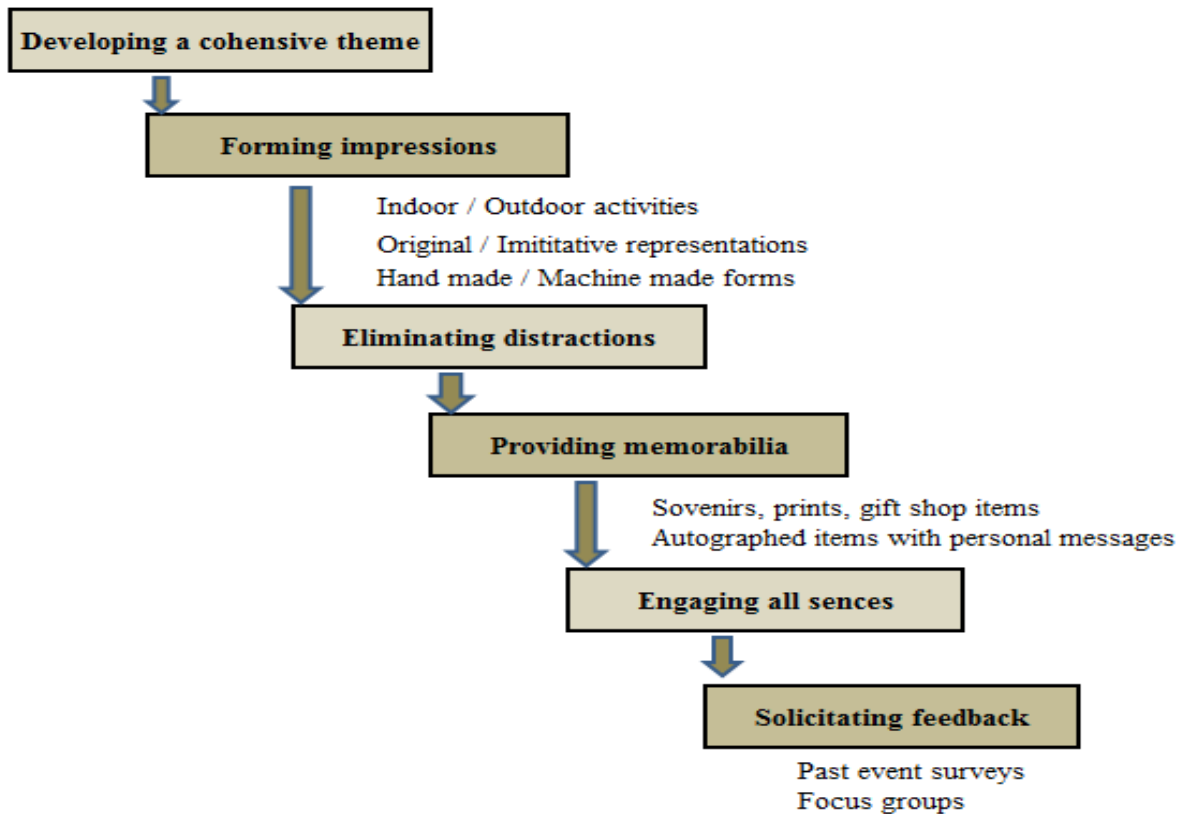 Developing a cohensive theme
Forming impressions
Indoor / Outdoor activities
Original / Imititative representations
Hand made / Machine made forms
Eliminating distractions
Providing memorabilia
Sovenirs, prints, gift shop items
Autographed items with personal messages
Engaging all sences
Solicitating feedback
Past event surveys
Focus groups